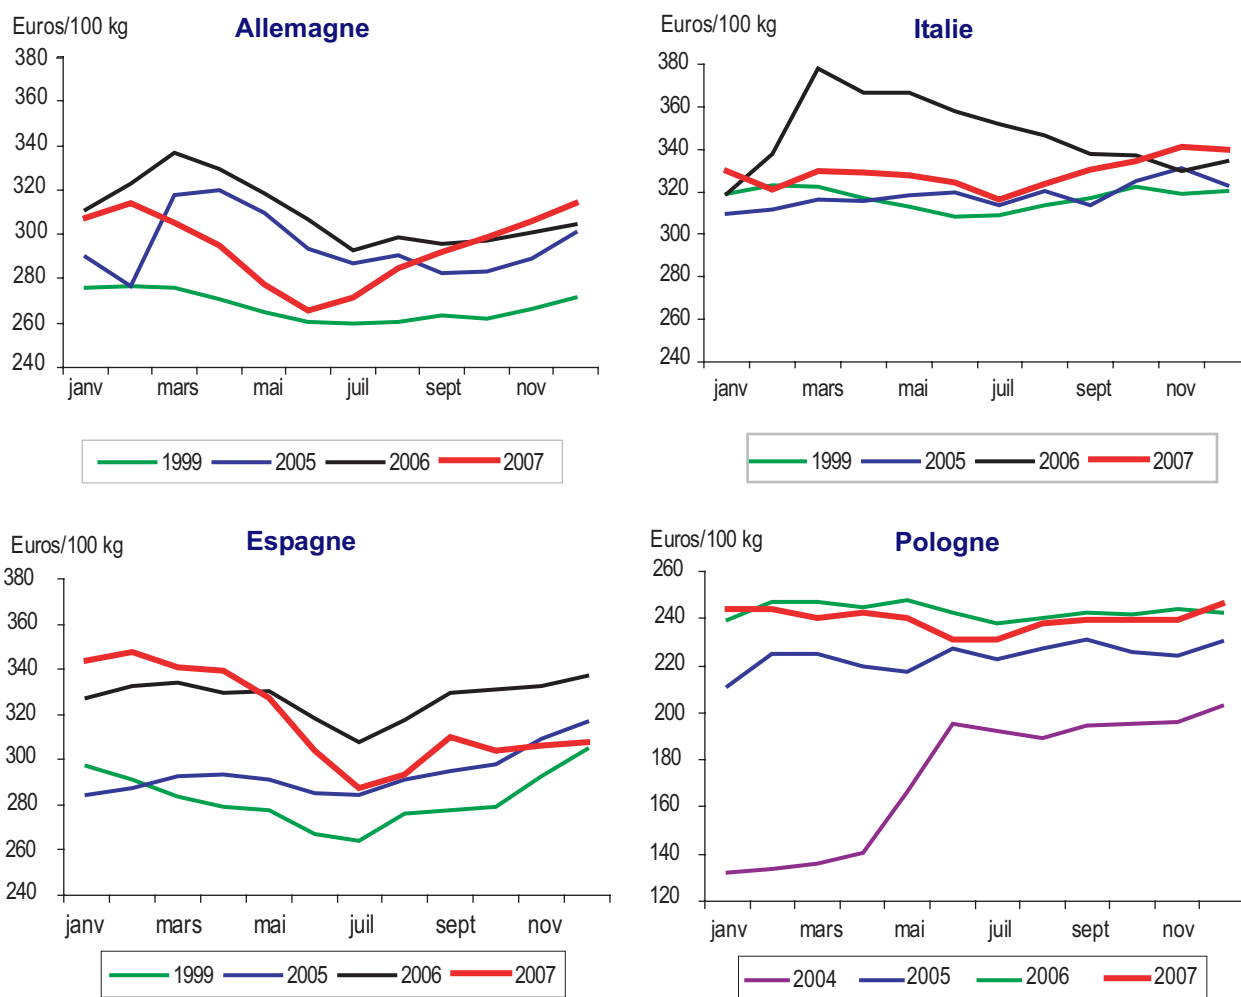 Euros/100 kg
Allemagne
380
360
340
320
300
280
260
240
janv mars mai juil sept nov
1999 2005 2006 2007
Euros/100 kg
Italie
380
360
340
320
300
280
260
240
janv mars mai juil sept nov
1999 2005 2006 2007
Euros/100 kg
Espagne
380
360
340
320
300
280
260
240
janv mars mai juil sept nov
1999 2005 2006 2007
Euros/100 kg
Pologne
260
240
220
200
180
160
140
120
janv mars mai juil sept nov
2004 2005 2006 2007